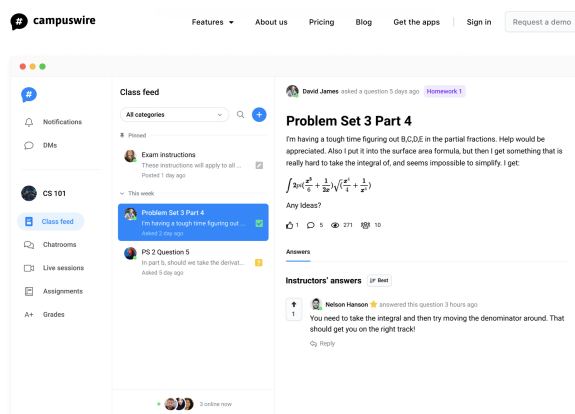 campuswire
Features
About us
Pricing
Blog
Get the apps
Sign in
Request a demo
Notifications
DMs
CS 101
Class feed
Chatrooms
Live sessions
Assignments
A+ Grades
Class feed
All categories
Pinned
Exam instructions
These instructions will apply to all ...
Posted 1 day ago
This week
Problem Set 3 Part 4
I'm having a tough time figuring out ...
Asked 2 day ago
PS 2 Question 5
In part b, should we take the derivat...
Asked 5 day ago
3 online now
David James asked a question 5 days ago Homework 1
Problem Set 3 Part 4
I'm having a tough time figuring out B,C,D,E in the partial fractions. Help would be
appreciated. Also I put it into the surface area formula, but then I get something that is
really hard to take the integral of, and seems impossible to simplify. I get:
Any Ideas?
1 5 271 10
Answers
Instructors' answers Best
Nelson Hanson answered this question 3 hours ago
1
You need to take the integral and then try moving the denominator around. That
should get you on the right track!
Reply